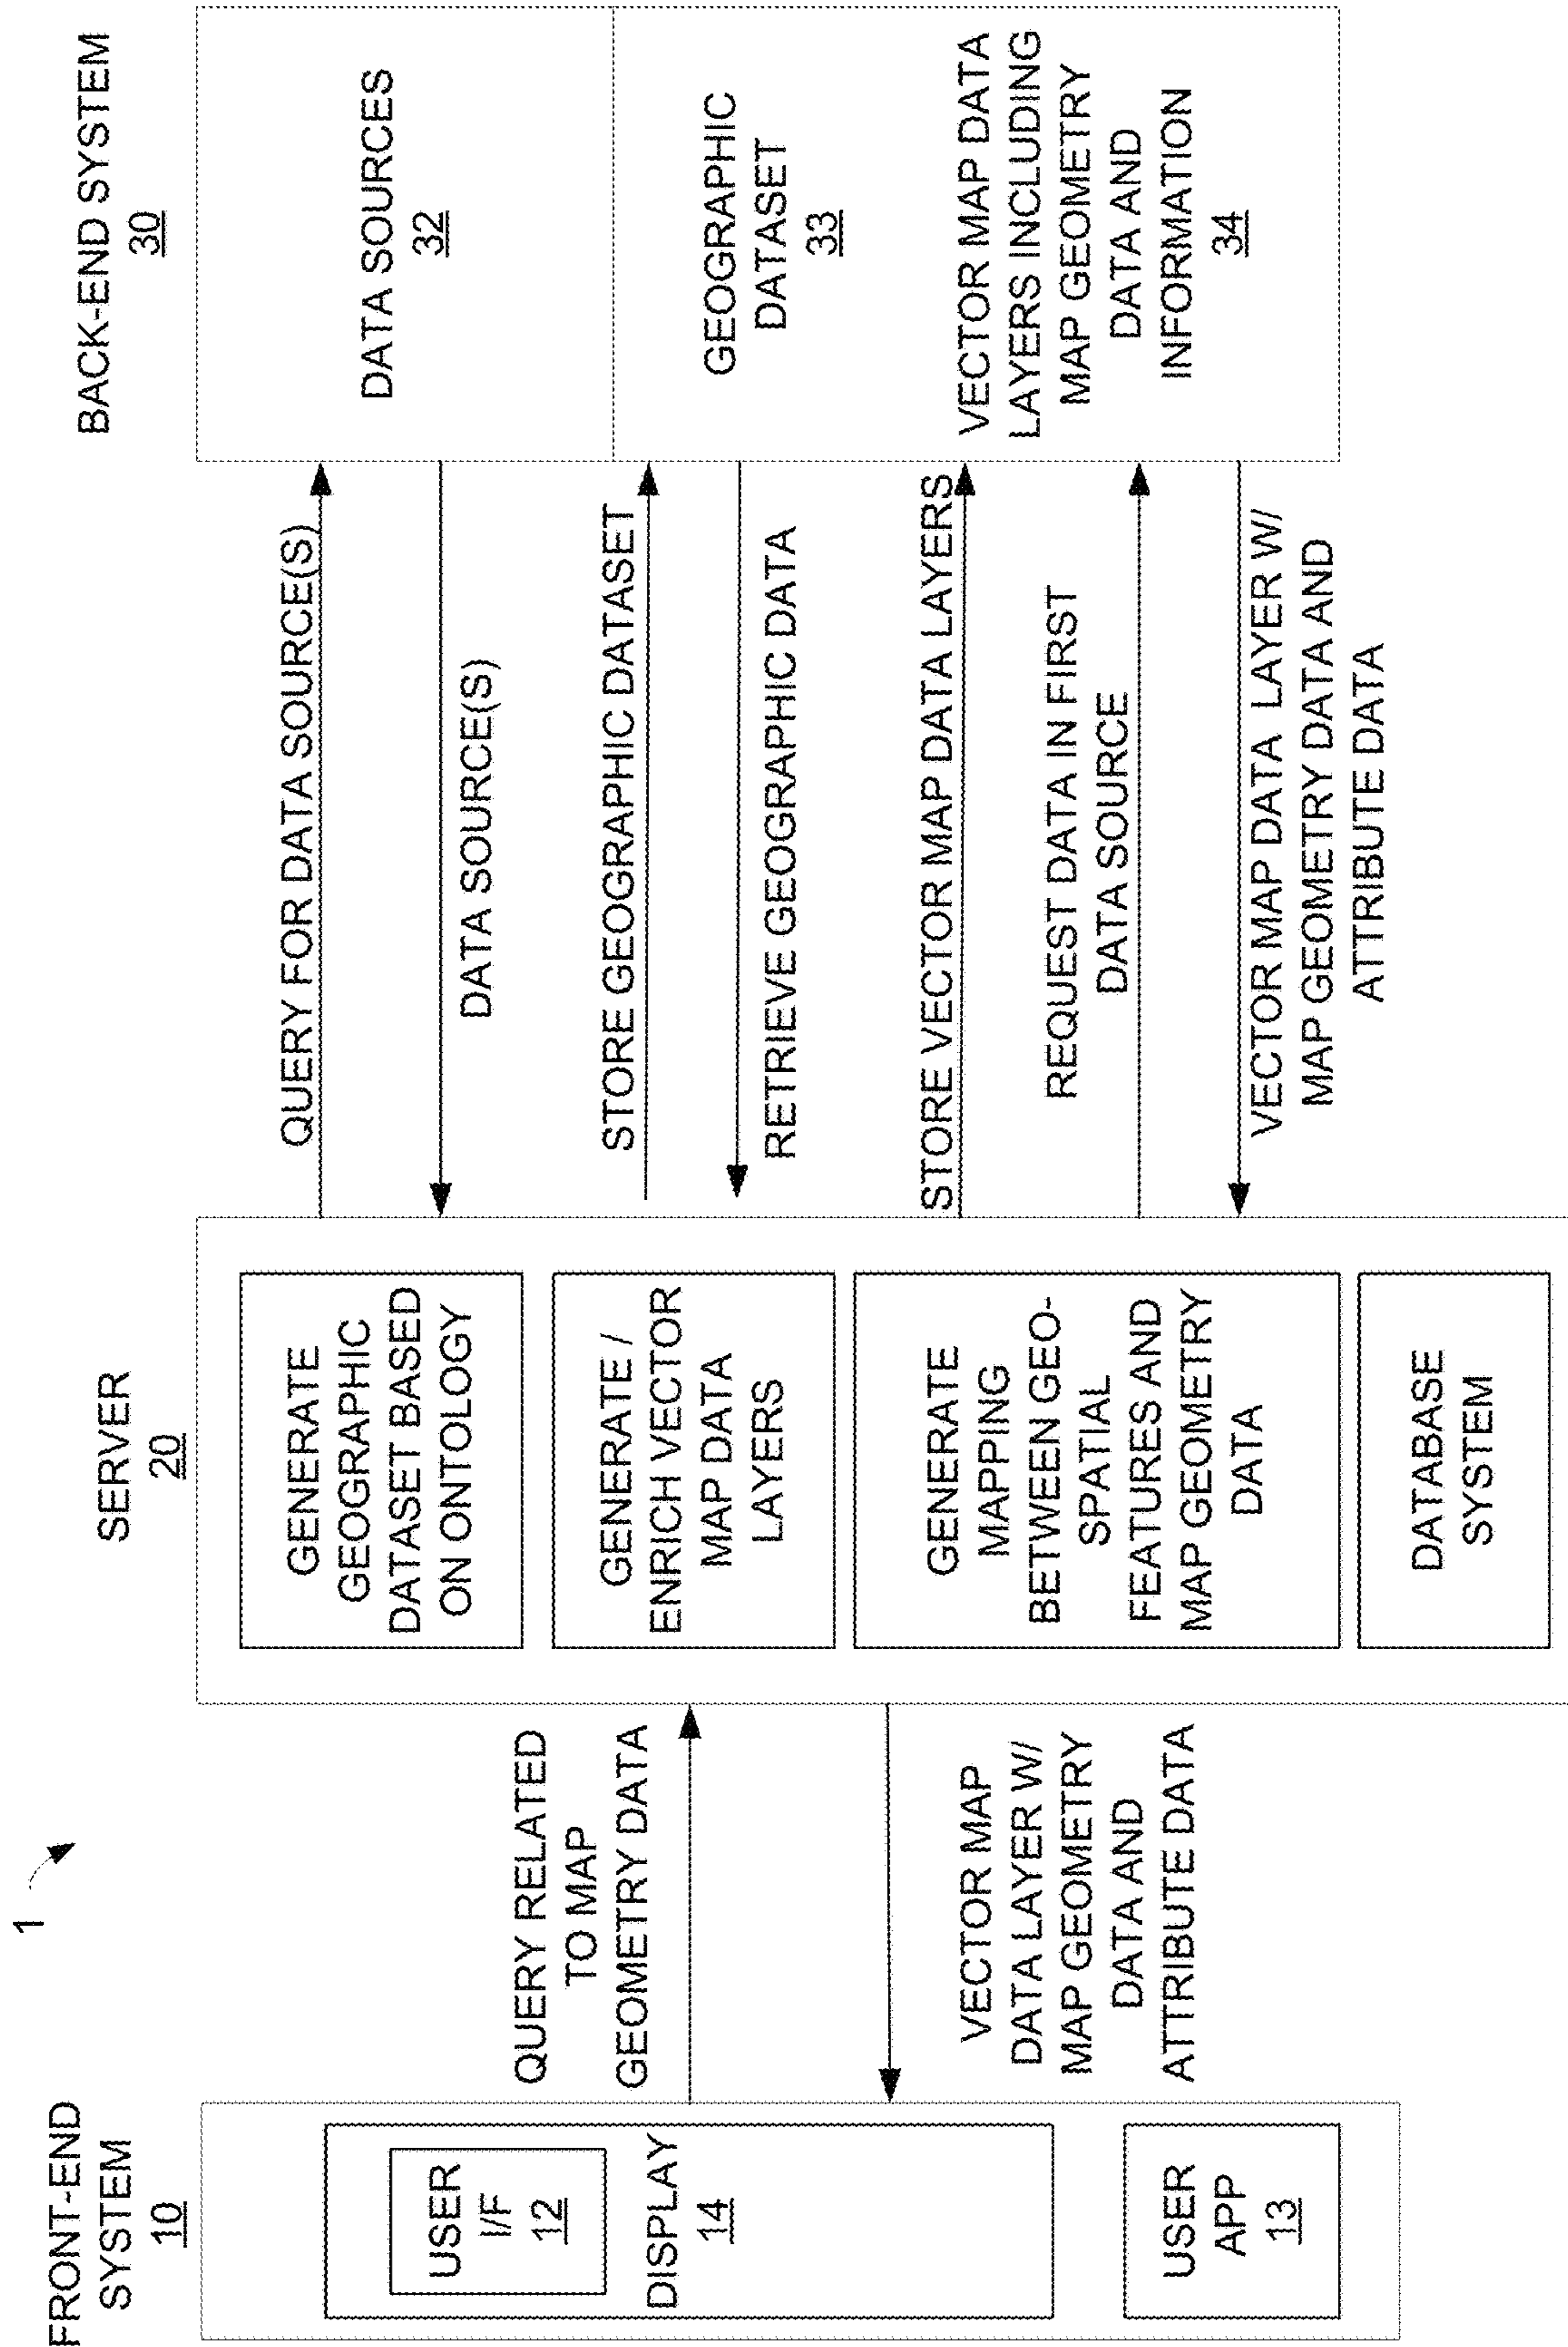 1
FRONT-END
SYSTEM
10
USER
I/F
12
DISPLAY
14
USER
APP
13
QUERY RELATED
TO MAP
GEOMETRY DATA
VECTOR MAP
DATA LAYER W/
MAP GEOMETRY
DATA AND
ATTRIBUTE DATA
SERVER
20
GENERATE
GEOGRAPHIC
DATASET BASED
ON ONTOLOGY
GENERATE /
ENRICH VECTOR
MAP DATA
LAYERS
GENERATE
MAPPING
BETWEEN GEO-
SPATIAL
FEATURES AND
MAP GEOMETRY
DATA
DATABASE
SYSTEM
QUERY FOR DATA SOURCE(S)
DATA SOURCE(S)
STORE GEOGRAPHIC DATASET
RETRIEVE GEOGRAPHIC DATA
STORE VECTOR MAP DATA LAYERS
REQUEST DATA IN FIRST
DATA SOURCE
VECTOR MAP DATA LAYER W/
MAP GEOMETRY DATA AND
ATTRIBUTE DATA
BACK-END SYSTEM
30
DATA SOURCES
32
GEOGRAPHIC
DATASET
33
VECTOR MAP DATA
LAYERS INCLUDING
MAP GEOMETRY
DATA AND
INFORMATION
34